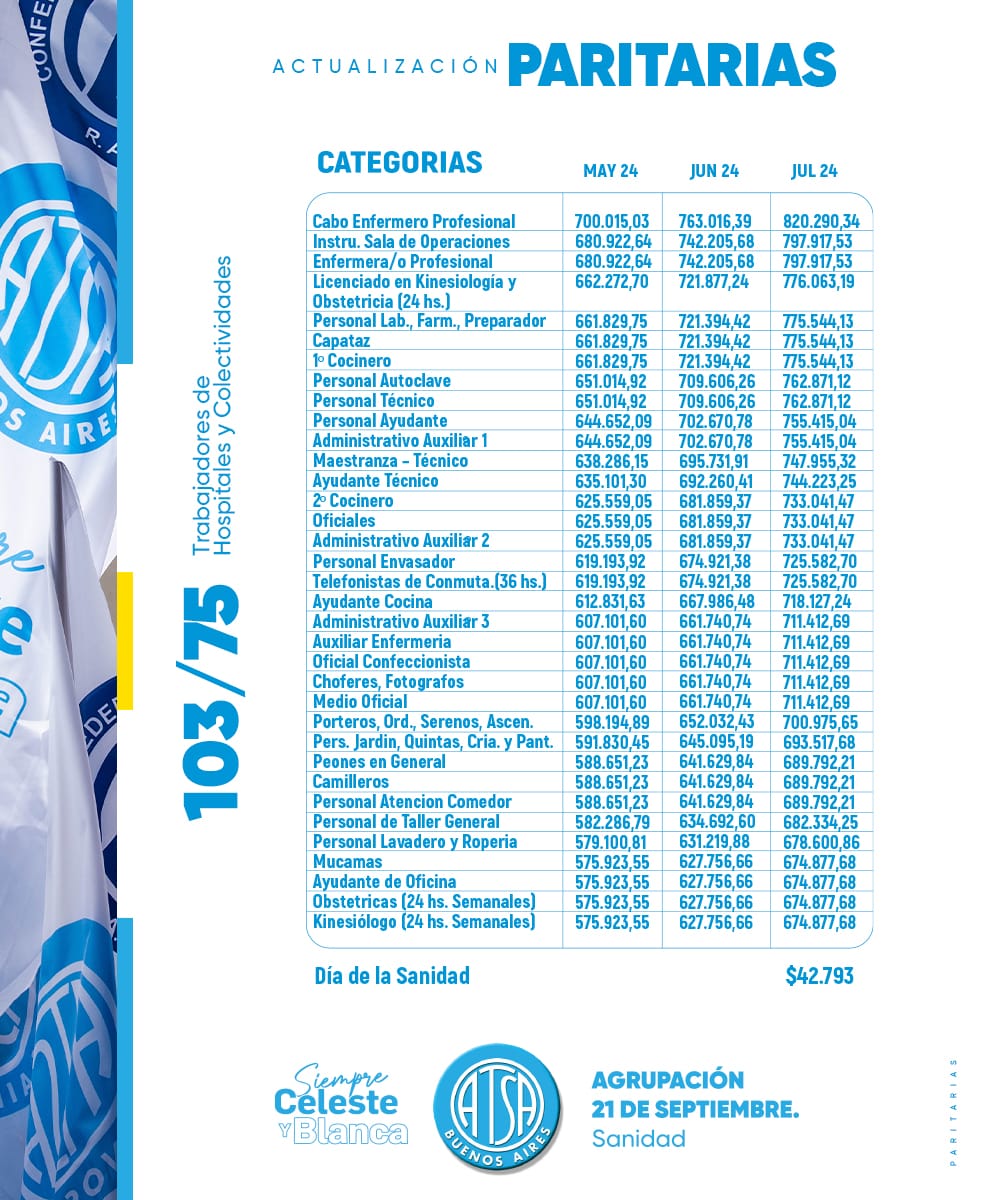 ACTUALIZACIÓN PARITARIAS
CATEGORIAS MAY 24 JUN 24 JUL 24
Cabo Enfermero Profesional 700.015,03 763.016,39 820.290,34
Instru. Sala de Operaciones 680.922,64 742.205,68 797.917,53
Enfermera/o Profesional 680.922,64 742.205,68 797.917,53
Licenciado en Kinesiología y 662.272,70 721.877,24 776.063,19
Obstetricia (24 hs.)
Personal Lab., Farm., Preparador 661.829,75 721.394,42 775.544,13
Capataz 661.829,75 721.394,42 775.544,13
1º Cocinero 661.829,75 721.394,42 775.544,13
Personal Autoclave 651.014,92 709.606,26 762.871,12
Personal Técnico 651.014,92 709.606,26 762.871,12
Personal Ayudante 644.652,09 702.670,78 755.415,04
Administrativo Auxiliar 1 644.652,09 702.670,78 755.415,04
Maestranza - Técnico 638.286,15 695.731,91 747.955,32
Ayudante Técnico 635.101,30 692.260,41 744.223,25
2º Cocinero 625.559,05 681.859,37 733.041,47
Oficiales 625.559,05 681.859,37 733.041,47
Administrativo Auxiliar 2 625.559,05 681.859,37 733.041,47
Personal Envasador 619.193,92 674.921,38 725.582,70
Telefonistas de Conmuta.(36 hs.) 619.193,92 674.921,38 725.582,70
Ayudante Cocina 612.831,63 667.986,48 718.127,24
Administrativo Auxiliar 3 607.101,60 661.740,74 711.412,69
Auxiliar Enfermeria 607.101,60 661.740,74 711.412,69
Oficial Confeccionista 607.101,60 661.740,74 711.412,69
Choferes, Fotografos 607.101,60 661.740,74 711.412,69
Medio Oficial 607.101,60 661.740,74 711.412,69
Porteros, Ord., Serenos, Ascen. 598.194,89 652.032,43 700.975,65
Pers. Jardin, Quintas, Cria. y Pant. 591.830,45 645.095,19 693.517,68
Peones en General 588.651,23 641.629,84 689.792,21
Camilleros 588.651,23 641.629,84 689.792,21
Personal Atencion Comedor 588.651,23 641.629,84 689.792,21
Personal de Taller General 582.286,79 634.692,60 682.334,25
Personal Lavadero y Roperia 579.100,81 631.219,88 678.600,86
Mucamas 575.923,55 627.756,66 674.877,68
Ayudante de Oficina 575.923,55 627.756,66 674.877,68
Obstetricas (24 hs. Semanales) 575.923,55 627.756,66 674.877,68
Kinesiólogo (24 hs. Semanales) 575.923,55 627.756,66 674.877,68
Día de la Sanidad $42.793
103/75
Trabajadores de
Hospitales y Colectividades
Siempre
Celeste
Y Blanca
ATSA
BUENOS AIRES
AGRUPACIÓN
21 DE SEPTIEMBRE.
Sanidad
PARITARIAS